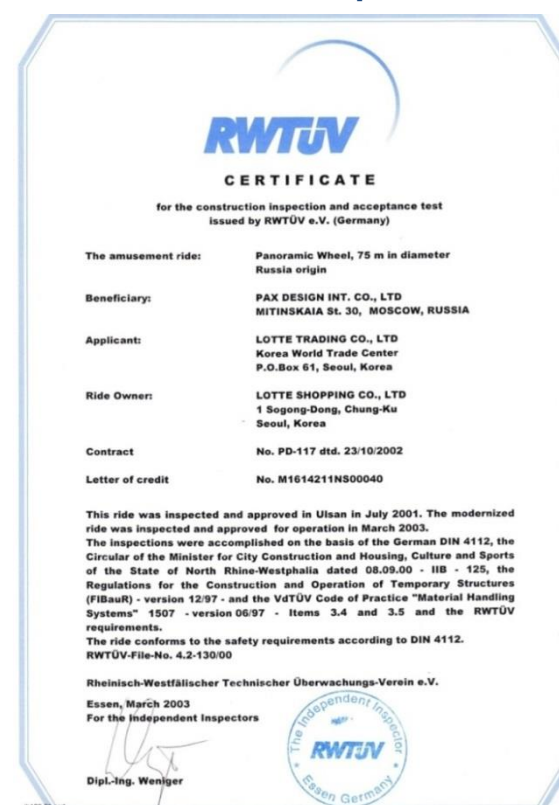 RWTÜV
CERTIFICATE
for the construction inspection and acceptance test
issued by RWTÜV e.V. (Germany)
The amusement ride: Panoramic Wheel, 75 m in diameter
Russia origin
Beneficiary: PAX DESIGN INT. CO., LTD
MITINSKAIA St. 30, MOSCOW, RUSSIA
Applicant: LOTTE TRADING CO., LTD
Korea World Trade Center
P.O.Box 61, Seoul, Korea
Ride Owner: LOTTE SHOPPING CO., LTD
1 Sogong-Dong, Chung-Ku
Seoul, Korea
Contract No. PD-117 dtd. 23/10/2002
Letter of credit No. M1614211NS00040
This ride was inspected and approved in Ulsan in July 2001. The modernized
ride was inspected and approved for operation in March 2003.
The inspections were accomplished on the basis of the German DIN 4112, the
Circular of the Minister for City Construction and Housing, Culture and Sports
of the State of North Rhine-Westphalia dated 08.09.00 - IIB - 125, the
Regulations for the Construction and Operation of Temporary Structures
(FlBauR) - version 12/97 - and the VdTÜV Code of Practice "Material Handling
Systems" 1507 - version 06/97 - Items 3.4 and 3.5 and the RWTÜV
requirements.
The ride conforms to the safety requirements according to DIN 4112.
RWTÜV-File-No. 4.2-130/00
Rheinisch-Westfälischer Technischer Überwachungs-Verein e.V.
Essen, March 2003
For the Independent Inspectors
Dipl.-Ing. Weniger
The Independent Inspector
RWTÜV
Essen Germany